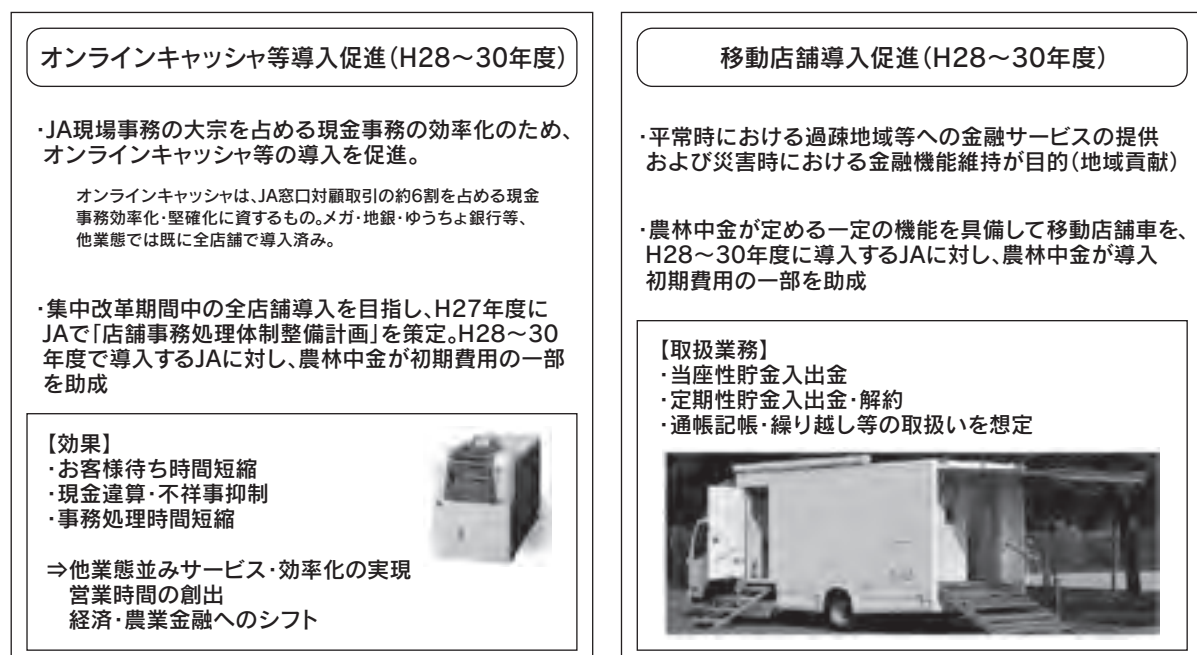 オンラインキャッシャ等導入促進(H28~30年度)
・JA現場事務の大宗を占める現金事務の効率化のため、
オンラインキャッシャ等の導入を促進。
オンラインキャッシャは、JA窓口対顧取引の約6割を占める現金
事務効率化・堅確化に資するもの。メガ・地銀・ゆうちょ銀行等、
他業態では既に全店舗で導入済み。
・集中改革期間中の全店舗導入を目指し、H27年度に
JAで「店舗事務処理体制整備計画」を策定。H28~30
年度で導入するJAに対し、農林中金が初期費用の一部
を助成
【効果】
・お客様待ち時間短縮
・現金違算・不祥事抑制
・事務処理時間短縮
⇒他業態並みサービス・効率化の実現
営業時間の創出
経済・農業金融へのシフト
移動店舗導入促進(H28~30年度)
・平常時における過疎地域等への金融サービスの提供
および災害時における金融機能維持が目的(地域貢献)
・農林中金が定める一定の機能を具備して移動店舗車を、
H28~30年度に導入するJAに対し、農林中金が導入
初期費用の一部を助成
【取扱業務】
・当座性貯金入出金
・定期性貯金入出金・解約
・通帳記帳・繰り越し等の取扱いを想定